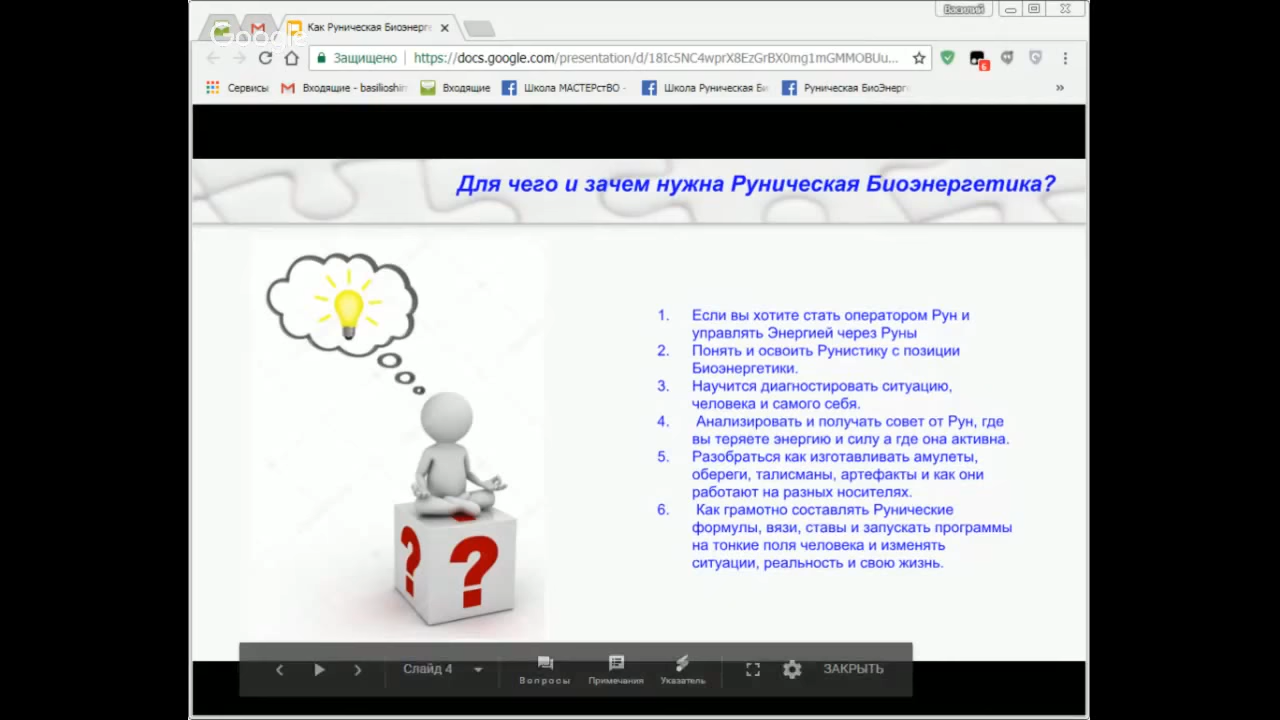 Василий
Google
Как Руническая Биоэнерге
Защищено https://docs.google.com/presentation/d/18Ic5NC4wprX8EzGrBX0mg1mGMMOBUu...
6
Сервисы Входящие - basilioshin Входящие Школа МАСТЕРстВО - Школа Руническая Би Руническая БиоЭнерг »
Для чего и зачем нужна Руническая Биоэнергетика?
1. Если вы хотите стать оператором Рун и
управлять Энергией через Руны
2. Понять и освоить Рунистику с позиции
Биоэнергетики.
3. Научится диагностировать ситуацию,
человека и самого себя.
4. Анализировать и получать совет от Рун, где
вы теряете энергию и силу а где она активна.
5. Разобраться как изготавливать амулеты,
обереги, талисманы, артефакты и как они
работают на разных носителях.
6. Как грамотно составлять Рунические
формулы, вязи, ставы и запускать программы
на тонкие поля человека и изменять
ситуации, реальность и свою жизнь.
? ?
Слайд 4 Вопросы Примечания Указатель ЗАКРЫТЬ